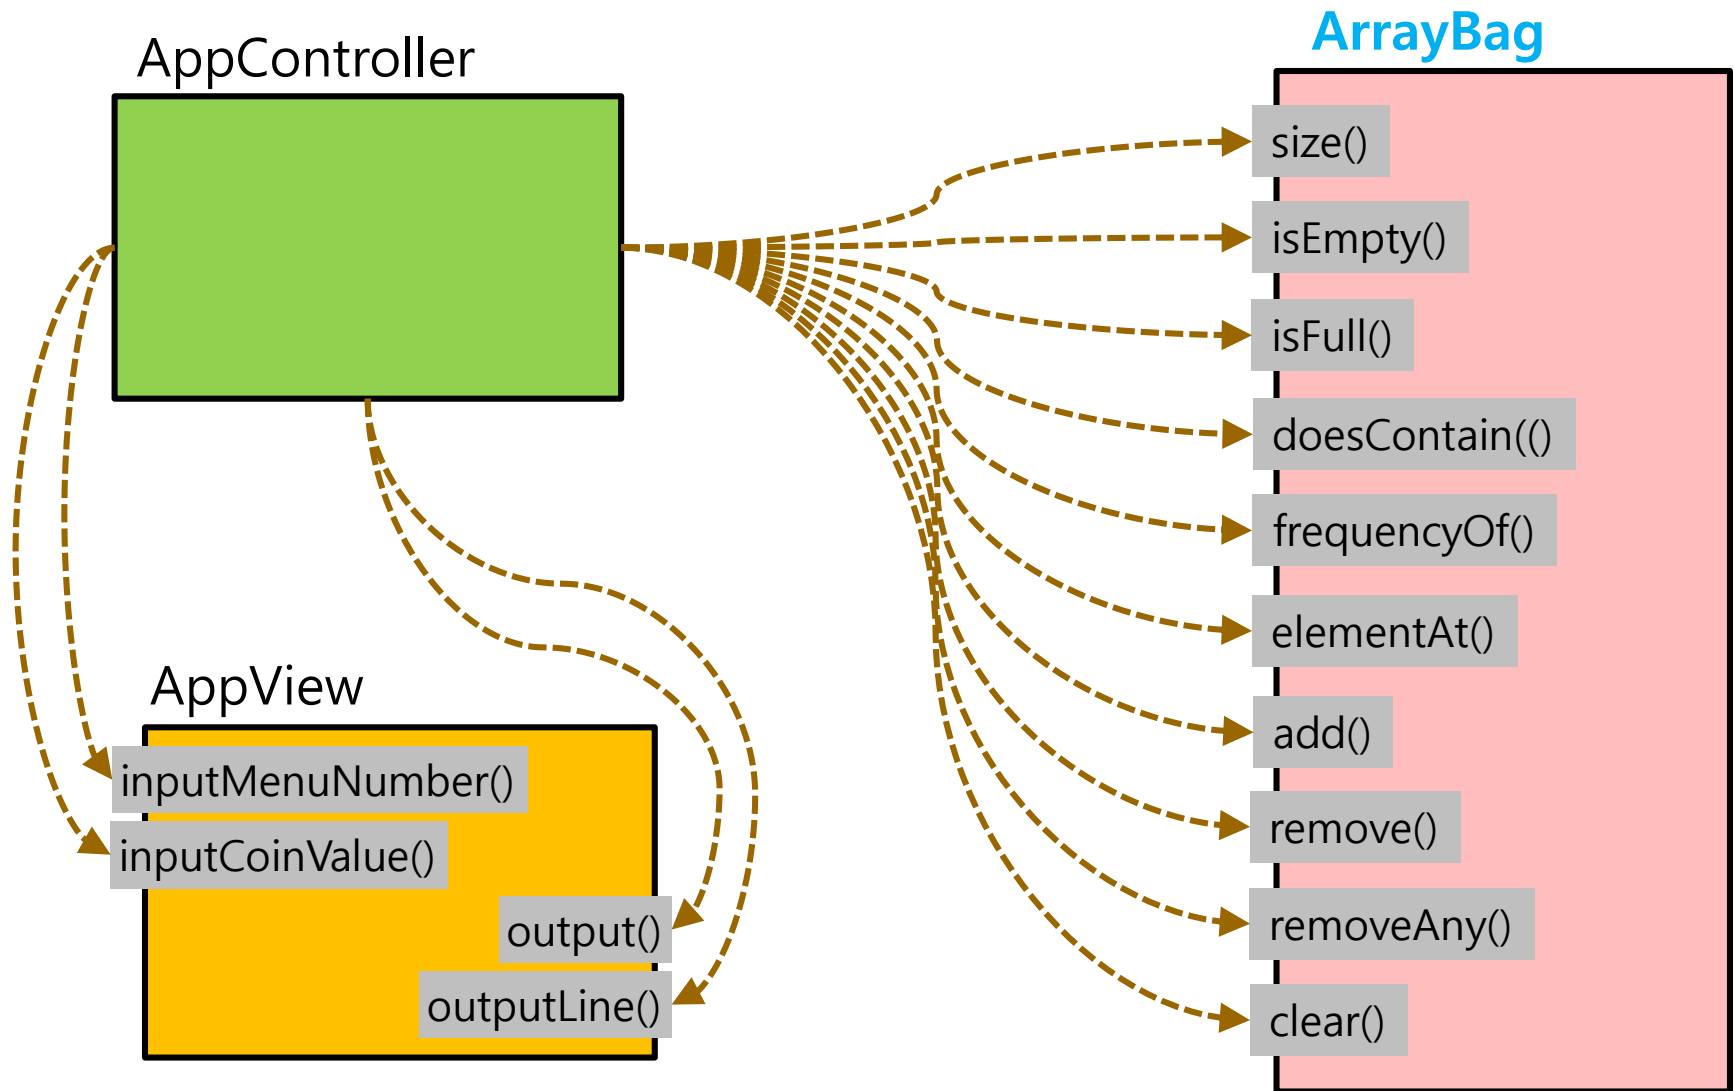 AppController
AppView
inputMenuNumber()
inputCoinValue()
output()
outputLine()
ArrayBag
size()
isEmpty()
isFull()
doesContain(()
frequencyOf()
elementAt()
add()
remove()
removeAny()
clear()